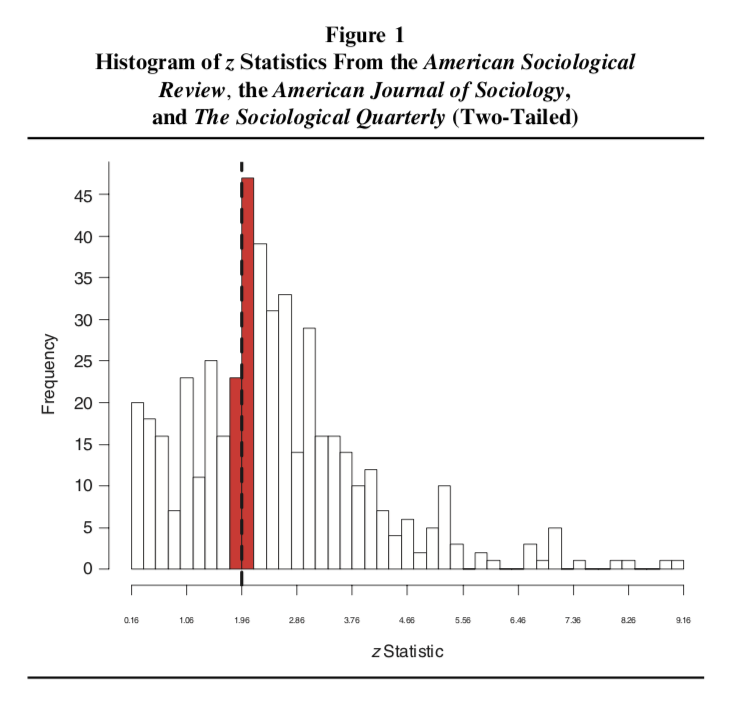 Figure 1
Histogram of z Statistics From the American Sociological
Review, the American Journal of Sociology,
and The Sociological Quarterly (Two-Tailed)
45
40
35
30
25
20
15
10
5
0
Frequency
0.16 1.06 1.96 2.86 3.76 4.66 5.56 6.46 7.36 8.26 9.16
z Statistic